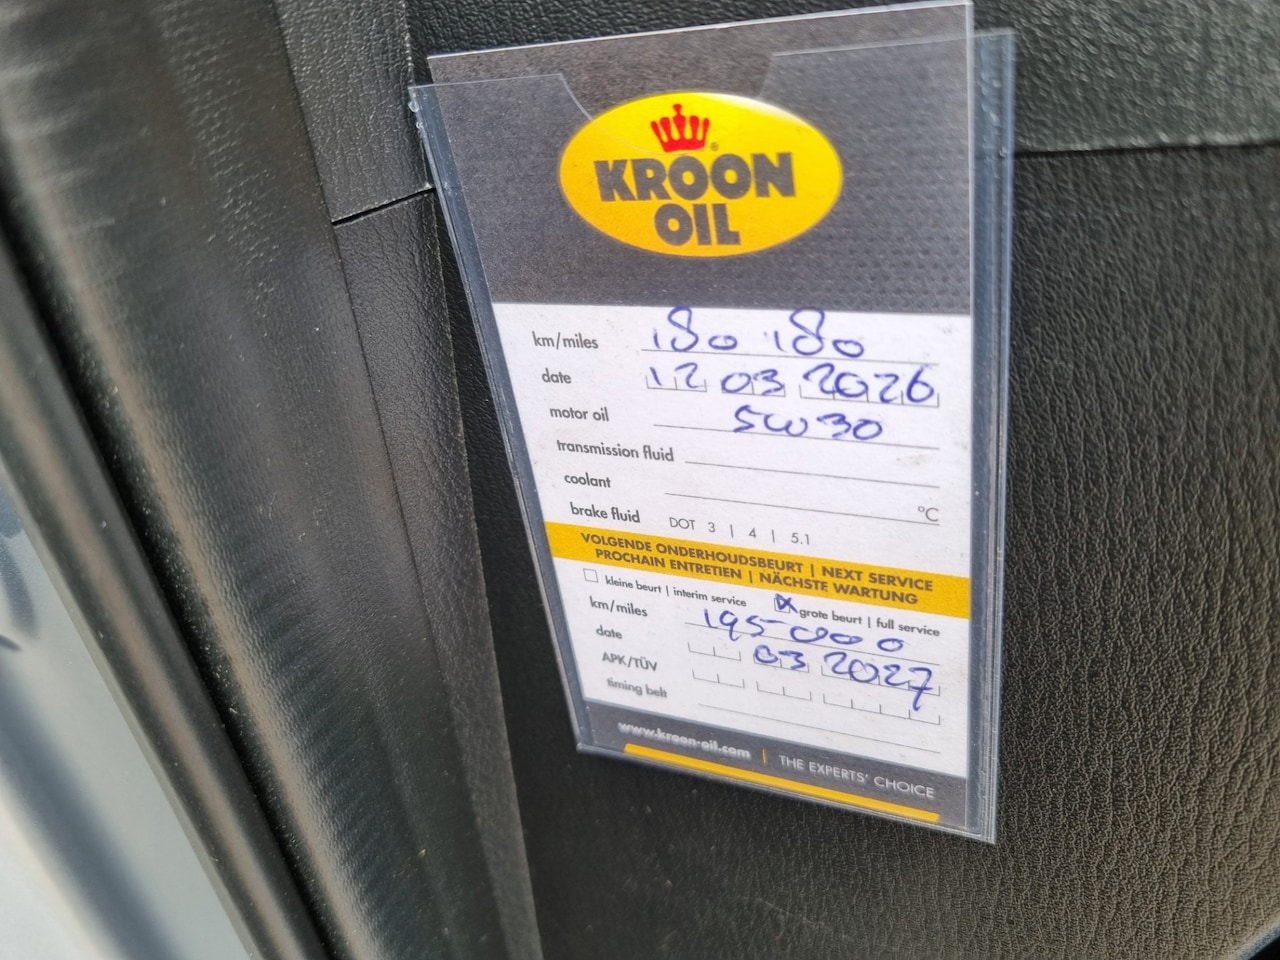 KROON
OIL
km/miles 180 180
date 12 03 2026
motor oil 5W30
transmission fluid
coolant °C
brake fluid DOT 3 | 4 | 5.1
VOLGENDE ONDERHOUDSBEURT | NEXT SERVICE
PROCHAIN ENTRETIEN | NÄCHSTE WARTUNG
kleine beurt | interim service grote beurt | full service
km/miles 195 000
date 03 2027
APK/TÜV
timing belt
www.kroon-oil.com | THE EXPERTS' CHOICE